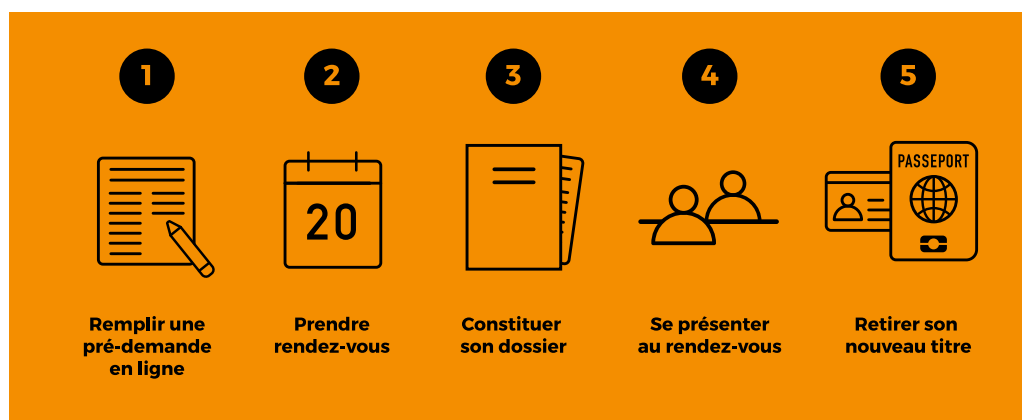 1
2
3
4
5
20
PASSEPORT
Remplir une
pré-demande
en ligne
Prendre
rendez-vous
Constituer
son dossier
Se présenter
au rendez-vous
Retirer son
nouveau titre